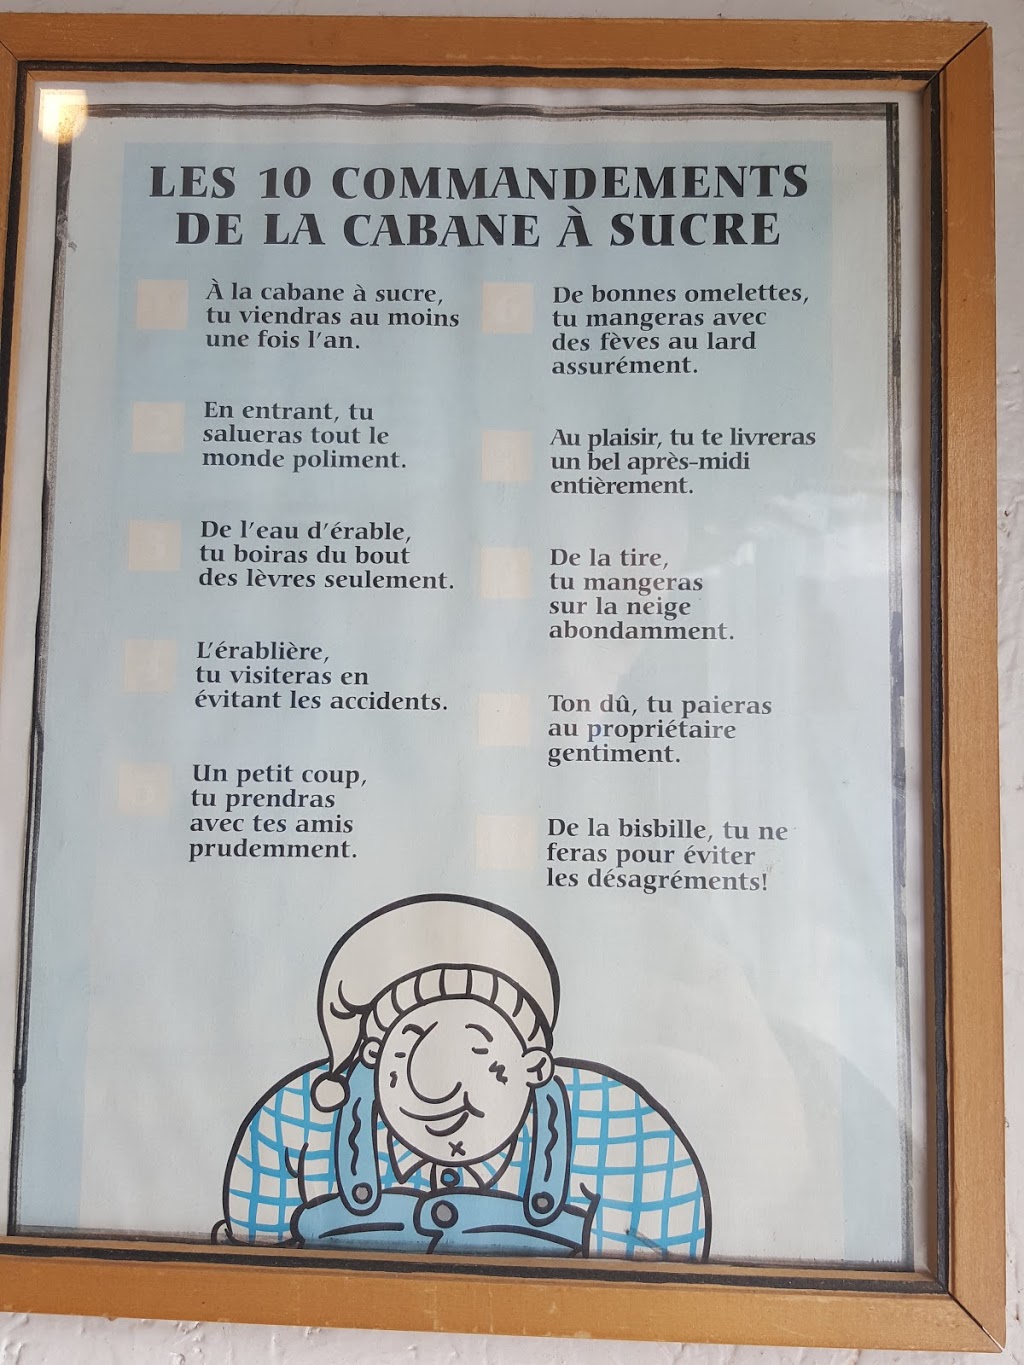 LES 10 COMMANDEMENTS
DE LA CABANE À SUCRE
À la cabane à sucre,
tu viendras au moins
une fois l'an.
En entrant, tu
salueras tout le
monde poliment.
De l'eau d'érable,
tu boiras du bout
des lèvres seulement.
L'érablière,
tu visiteras en
évitant les accidents.
Un petit coup,
tu prendras
avec tes amis
prudemment.
De bonnes omelettes,
tu mangeras avec
des fèves au lard
assurément.
Au plaisir, tu te livreras
un bel après-midi
entièrement.
De la tire,
tu mangeras
sur la neige
abondamment.
Ton dû, tu paieras
au propriétaire
gentiment.
De la bisbille, tu ne
feras pour éviter
les désagréments!